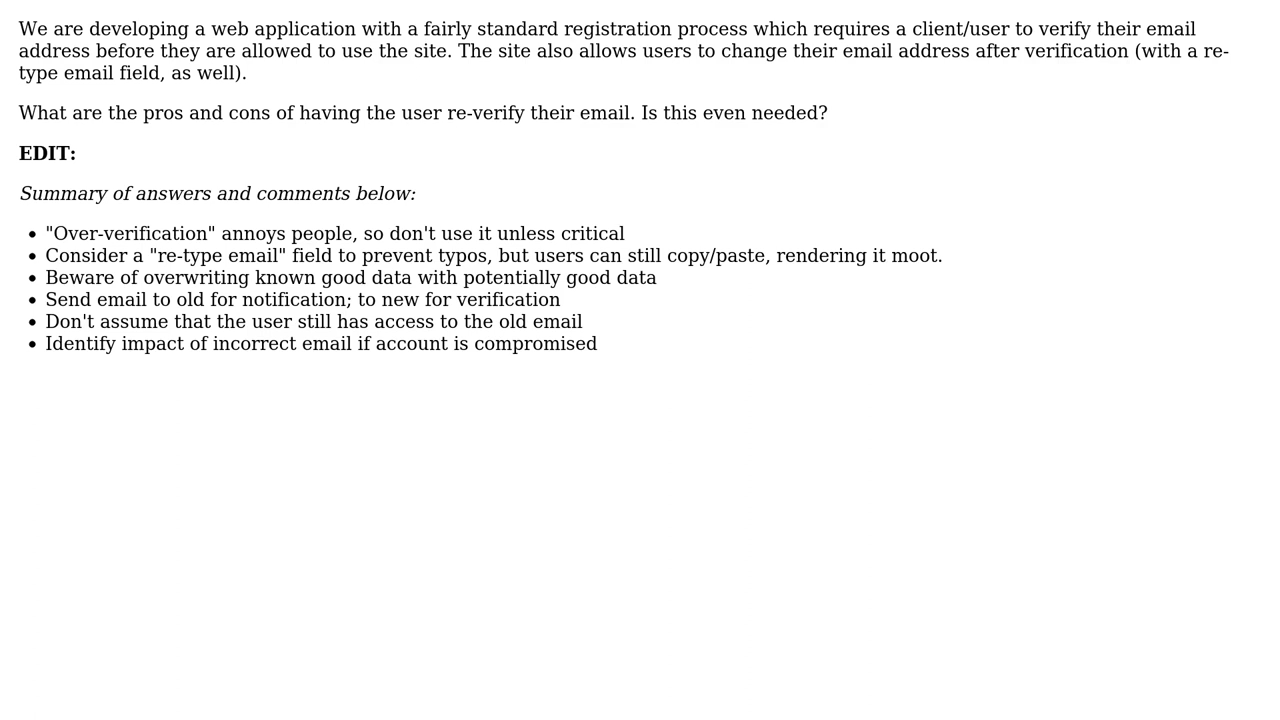 We are developing a web application with a fairly standard registration process which requires a client/user to verify their email
address before they are allowed to use the site. The site also allows users to change their email address after verification (with a re-
type email field, as well).
What are the pros and cons of having the user re-verify their email. Is this even needed?
EDIT:
Summary of answers and comments below:
• "Over-verification" annoys people, so don't use it unless critical
• Consider a "re-type email" field to prevent typos, but users can still copy/paste, rendering it moot.
• Beware of overwriting known good data with potentially good data
• Send email to old for notification; to new for verification
• Don't assume that the user still has access to the old email
• Identify impact of incorrect email if account is compromised